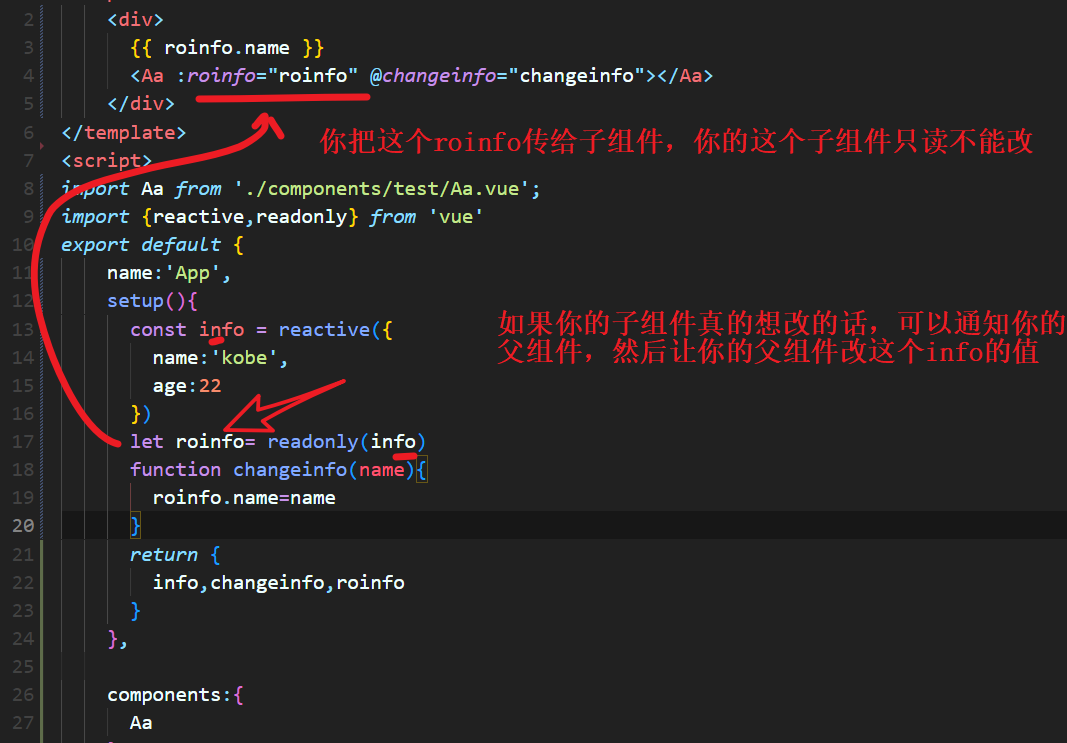 2 <div>
3 {{ roinfo.name }}
4 <Aa :roinfo="roinfo" @changeinfo="changeinfo"></Aa>
5 </div>
6 </template>
你把这个roinfo传给子组件，你的这个子组件只读不能改
7 <script>
8 import Aa from './components/test/Aa.vue';
9 import {reactive,readonly} from 'vue'
10 export default {
11 name:'App',
12 setup(){
13 const info = reactive({
如果你的子组件真的想改的话，可以通知你的
14 name:'kobe',
父组件，然后让你的父组件改这个info的值
15 age:22
16 })
17 let roinfo= readonly(info)
18 function changeinfo(name){
19 roinfo.name=name
20 }
21 return {
22 info,changeinfo,roinfo
23 }
24 },
25
26 components:{
27 Aa